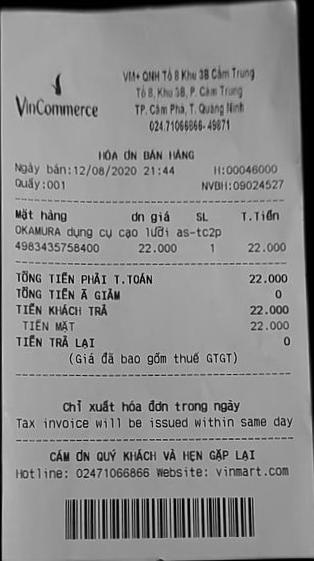 VinCommerce
VM+ QNH Tổ 8 Khu 3B Cẩm Trung
Tổ 8, Khu 3B, P. Cẩm Trung
TP. Cẩm Phả, T. Quảng Ninh
024.71066866- 49871
HÓA ĐƠN BÁN HÀNG
Ngày bán:12/08/2020 21:44 H:00046000
Quầy:001 NVBH:09024527
Mặt hàng Đn giá SL T.Tiền
OKAMURA dụng cụ cạo lưỡi as-tc2p
4983435758400 22.000 1 22.000
TỔNG TIỀN PHẢI T.TOÁN 22.000
TỔNG TIỀN Ã GIẢM 0
TIỀN KHÁCH TRẢ 22.000
TIỀN MẶT 22.000
TIỀN TRẢ LẠI 0
(Giá đã bao gồm thuế GTGT)
Chỉ xuất hóa đơn trong ngày
Tax invoice will be issued within same day
CÁM ƠN QUÝ KHÁCH VÀ HẸN GẶP LẠI
Hotline: 02471066866 Website: vinmart.com